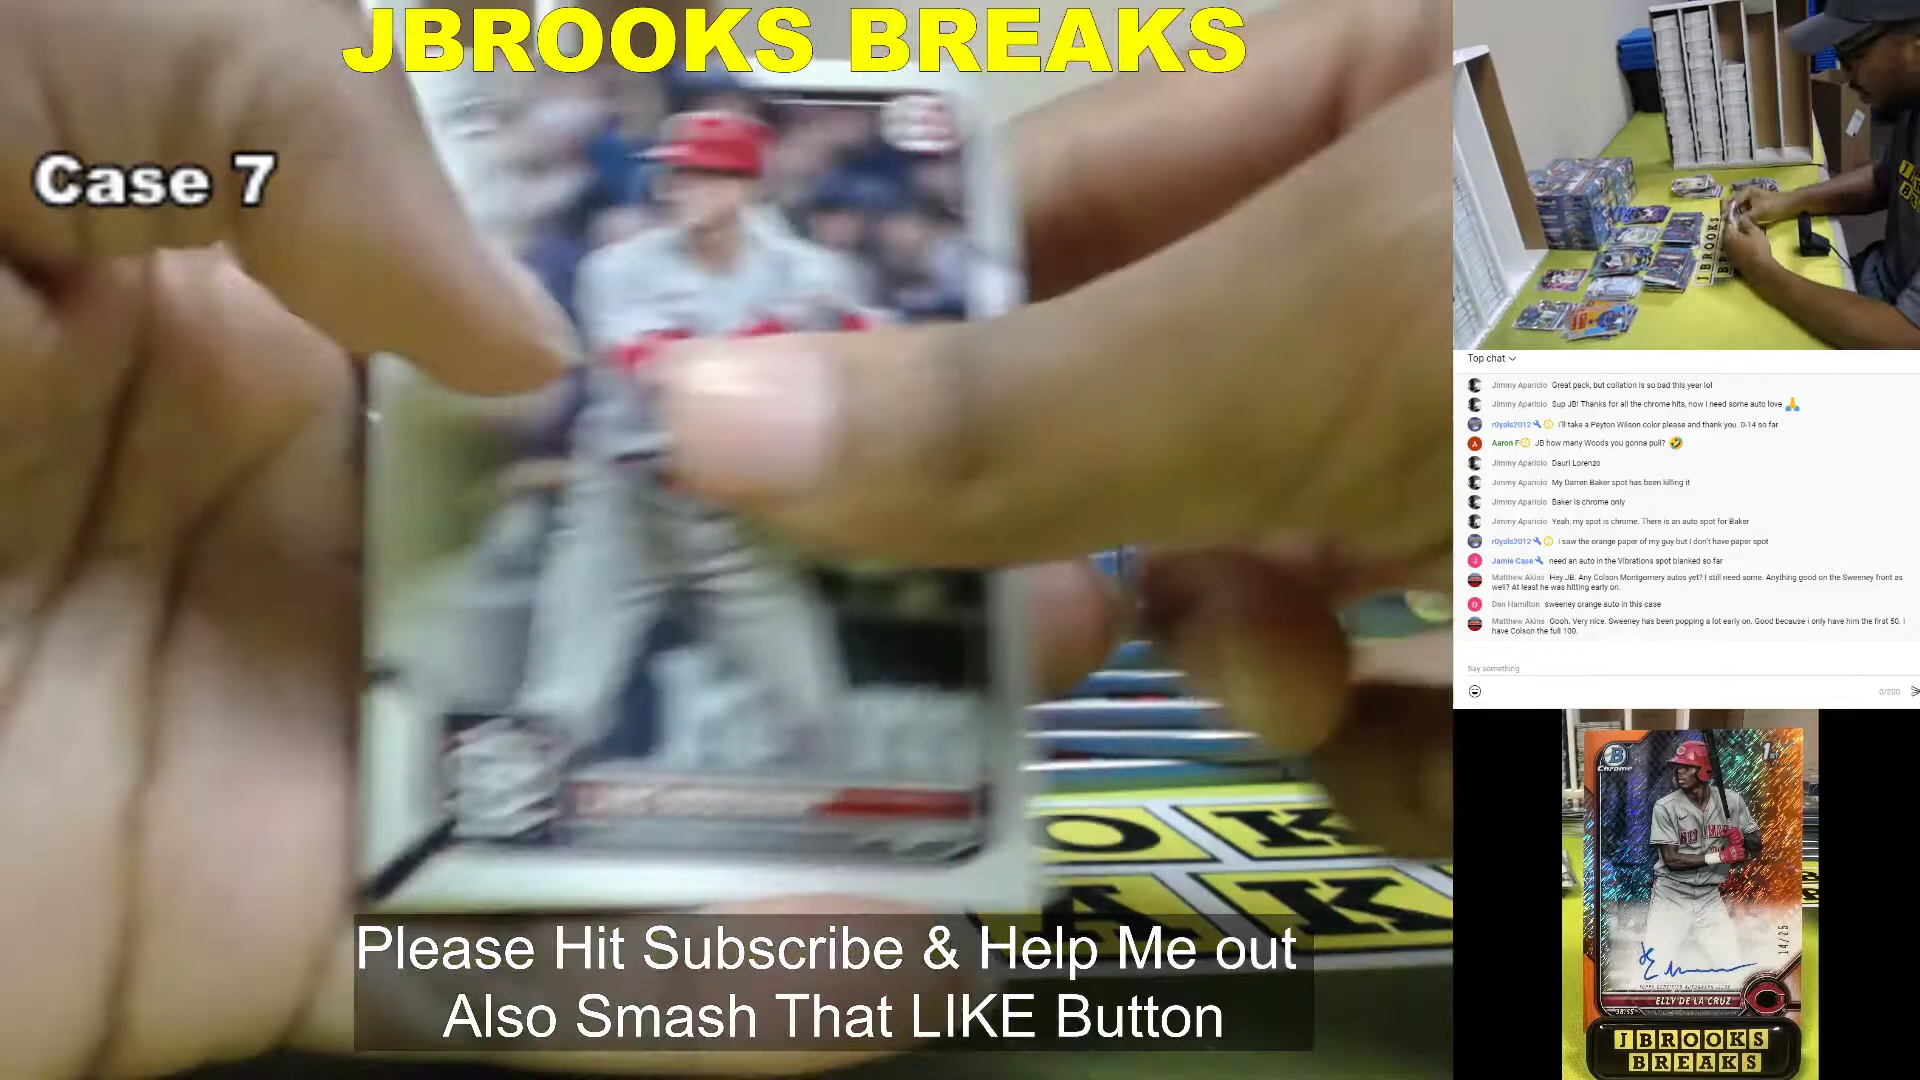 JBROOKS BREAKS
Case 7
Please Hit Subscribe & Help Me out
Also Smash That LIKE Button
Top chat
Jimmy Aparicio Great pack, but collation is so bad this year lol
Jimmy Aparicio Sup JB! Thanks for all the chrome hits, now I need some auto love 🙏
r0yals2012 I'll take a Peyton Wilson color please and thank you. 0-14 so far
A Aaron F JB how many Woods you gonna pull? 🤣
Jimmy Aparicio Dauri Lorenzo
Jimmy Aparicio My Darren Baker spot has been killing it
Jimmy Aparicio Baker is chrome only
Jimmy Aparicio Yeah, my spot is chrome. There is an auto spot for Baker
r0yals2012 I saw the orange paper of my guy but I don't have paper spot
J Jamie Case need an auto in the Vibrations spot blanked so far
Matthew Akins Hey JB. Any Colson Montgomery autos yet? I still need some. Anything good on the Sweeney front as
well? At least he was hitting early on.
D Dan Hamilton sweeney orange auto in this case
Matthew Akins Oooh. Very nice. Sweeney has been popping a lot early on. Good because i only have him the first 50. I
have Colson the full 100.
Say something
0/200
B
Chrome
1st
14/25
TOPPS CERTIFIED AUTOGRAPH ISSUE
ELLY DE LA CRUZ
JBROOKS
BREAKS
JBROOKS
OK
AK